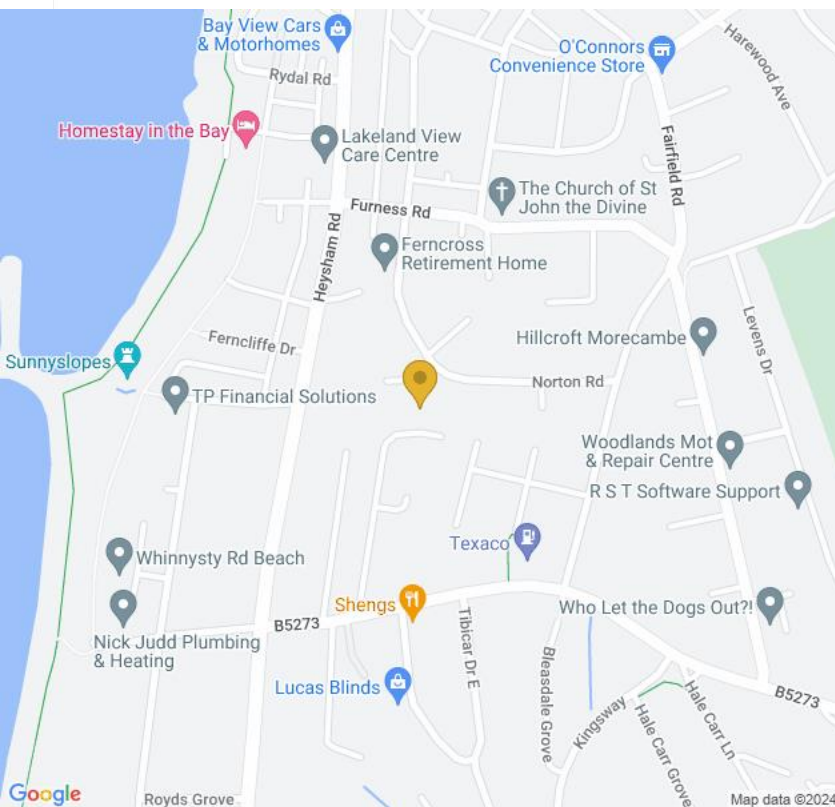 Bay View Cars
& Motorhomes
O'Connors
Convenience Store
Harewood Ave
Rydal Rd
Homestay in the Bay
Lakeland View
Care Centre
Fairfield Rd
The Church of St
John the Divine
Furness Rd
Heysham Rd
Ferncross
Retirement Home
Levens Dr
Hillcroft Morecambe
Ferncliffe Dr
Sunnyslopes
TP Financial Solutions
Norton Rd
Woodlands Mot
& Repair Centre
R S T Software Support
Texaco
Whinnysty Rd Beach
Shengs
Who Let the Dogs Out?!
B5273
Nick Judd Plumbing
& Heating
Tibicar Dr E
Bleasdale Grove
Lucas Blinds
Kingsway
Hale Carr Grove
Hale Carr Ln
B5273
Google
Royds Grove
Map data ©2024